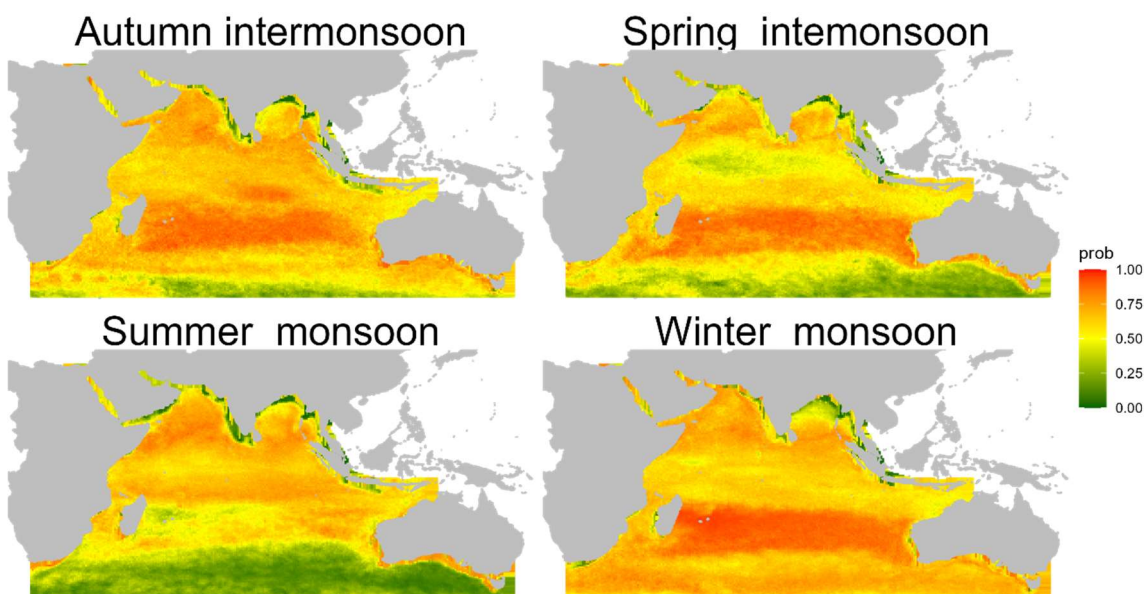 Autumn intermonsoon
Spring intemonsoon
Summer monsoon
Winter monsoon
prob
1.00
0.75
0.50
0.25
0.00